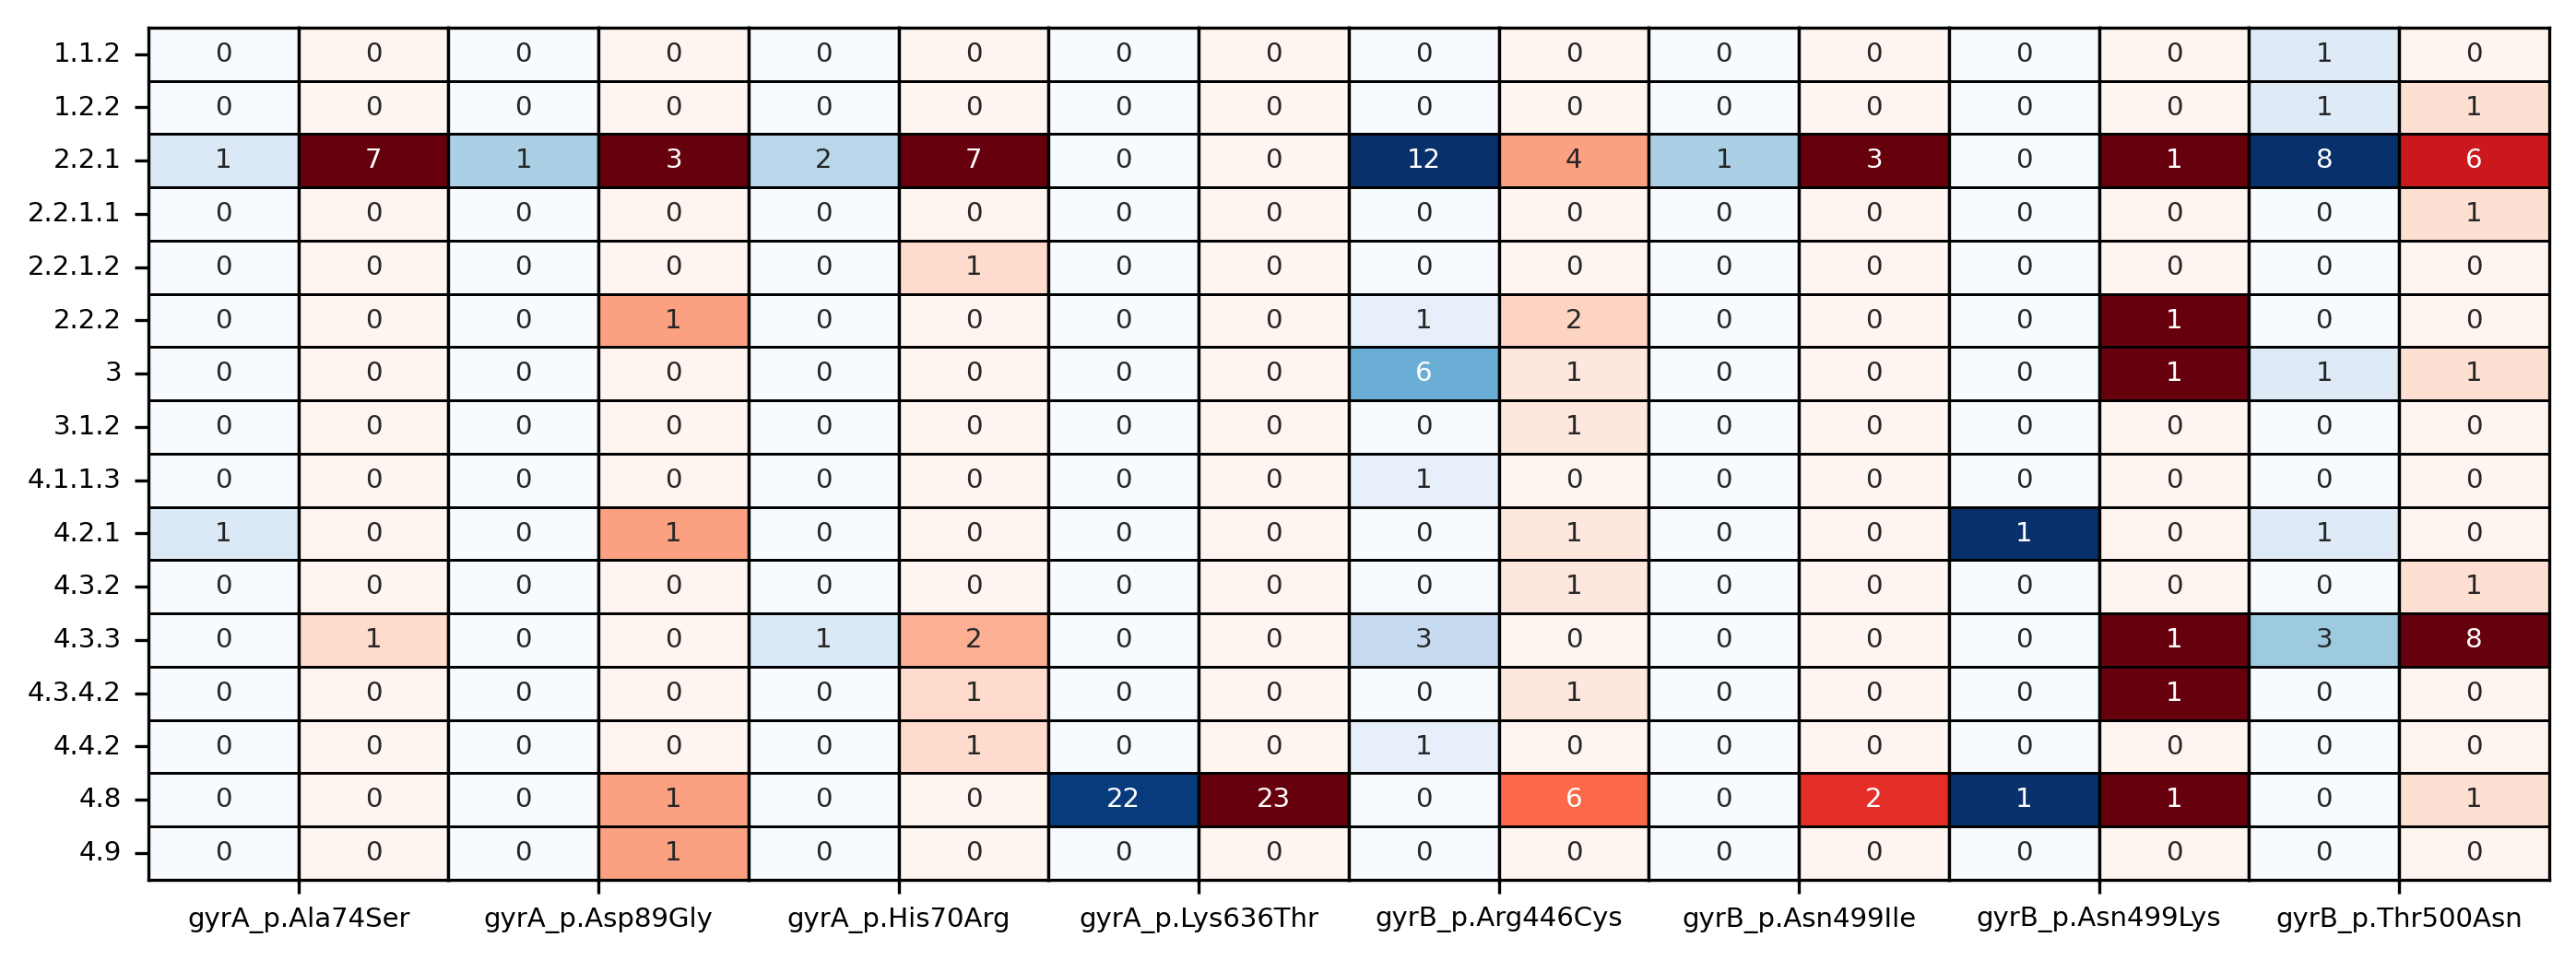 1.1.2 0 0 0 0 0 0 0 0 0 0 0 0 0 0 1 0
1.2.2 0 0 0 0 0 0 0 0 0 0 0 0 0 0 1 1
2.2.1 1 7 1 3 2 7 0 0 12 4 1 3 0 1 8 6
2.2.1.1 0 0 0 0 0 0 0 0 0 0 0 0 0 0 0 1
2.2.1.2 0 0 0 0 0 1 0 0 0 0 0 0 0 0 0 0
2.2.2 0 0 0 1 0 0 0 0 1 2 0 0 0 1 0 0
3 0 0 0 0 0 0 0 0 6 1 0 0 0 1 1 1
3.1.2 0 0 0 0 0 0 0 0 0 1 0 0 0 0 0 0
4.1.1.3 0 0 0 0 0 0 0 0 1 0 0 0 0 0 0 0
4.2.1 1 0 0 1 0 0 0 0 0 1 0 0 1 0 1 0
4.3.2 0 0 0 0 0 0 0 0 0 1 0 0 0 0 0 1
4.3.3 0 1 0 0 1 2 0 0 3 0 0 0 0 1 3 8
4.3.4.2 0 0 0 0 0 1 0 0 0 1 0 0 0 1 0 0
4.4.2 0 0 0 0 0 1 0 0 1 0 0 0 0 0 0 0
4.8 0 0 0 1 0 0 22 23 0 6 0 2 1 1 0 1
4.9 0 0 0 1 0 0 0 0 0 0 0 0 0 0 0 0
gyrA_p.Ala74Ser gyrA_p.Asp89Gly gyrA_p.His70Arg gyrA_p.Lys636Thr gyrB_p.Arg446Cys gyrB_p.Asn499Ile gyrB_p.Asn499Lys gyrB_p.Thr500Asn